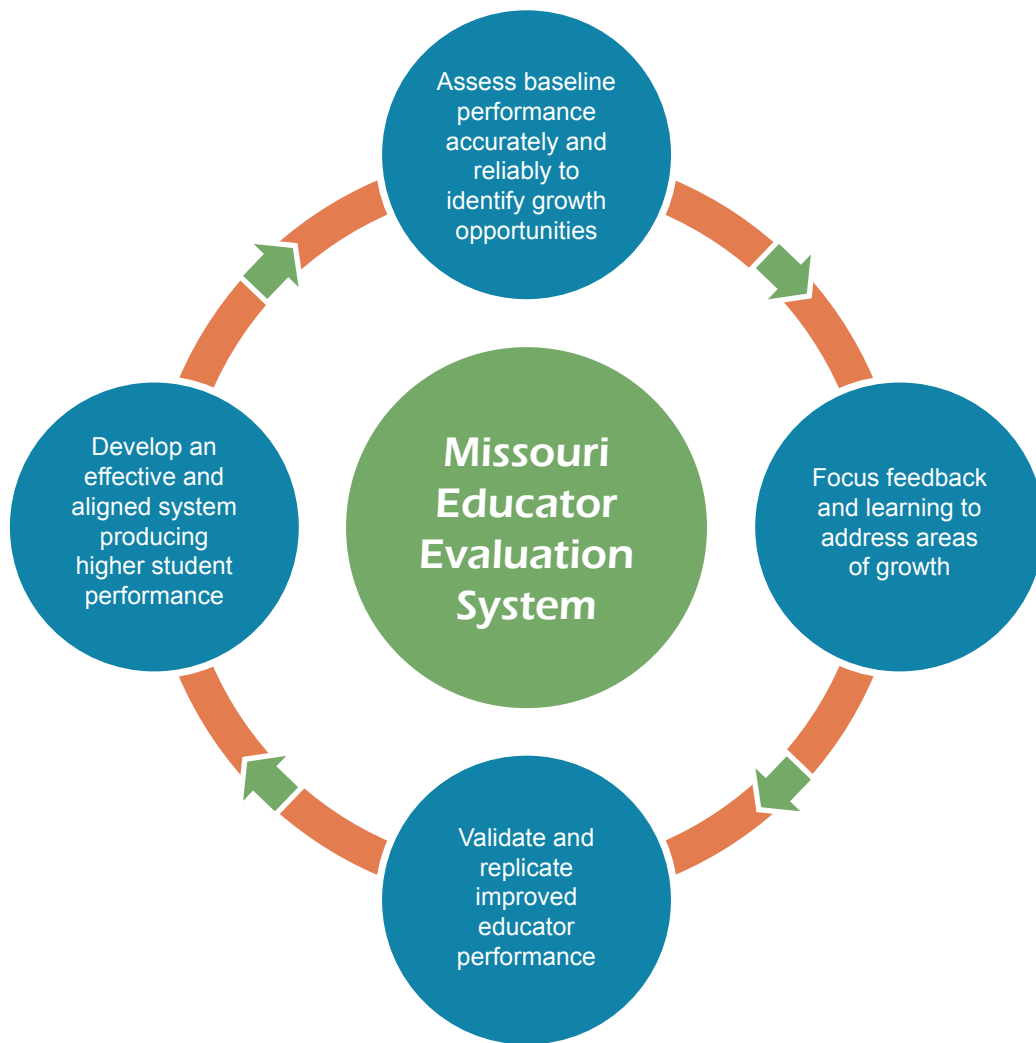 Assess baseline
performance
accurately and
reliably to
identify growth
opportunities
Focus feedback
and learning to
address areas
of growth
Validate and
replicate
improved
educator
performance
Develop an
effective and
aligned system
producing
higher student
performance
Missouri
Educator
Evaluation
System